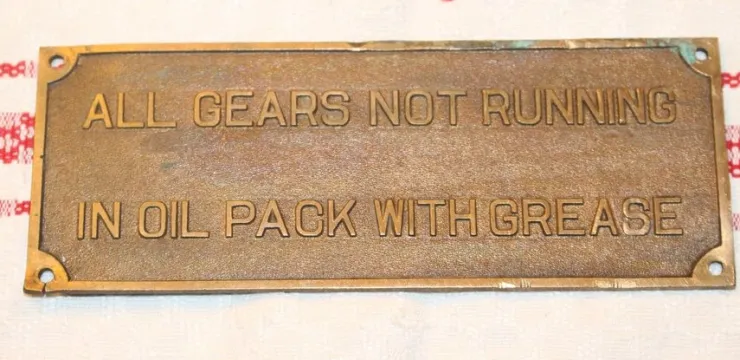 ALL GEARS NOT RUNNING
IN OIL PACK WITH GREASE